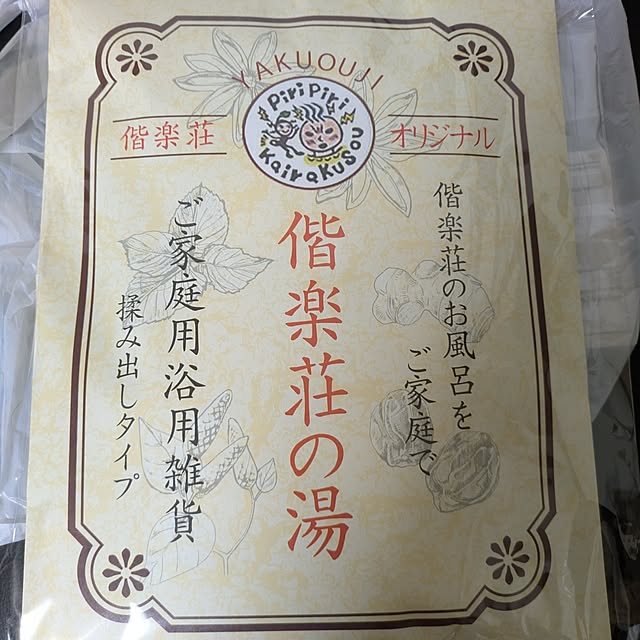 YAKUOUJI
PiriPiri
KairakuSou
偕楽荘
オリジナル
偕楽荘のお風呂を
ご家庭で
偕楽荘の湯
ご家庭用浴用雑貨
揉み出しタイプ